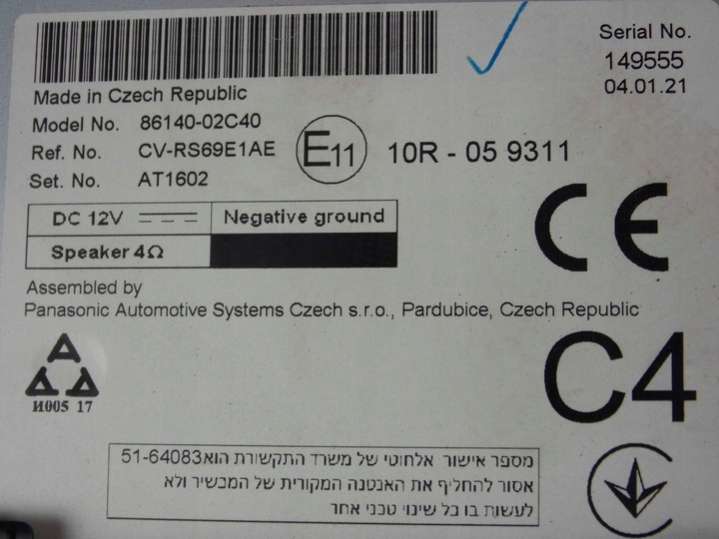 Serial No.
149555
04.01.21
Made in Czech Republic
Model No. 86140-02C40
Ref. No. CV-RS69E1AE
Set. No. AT1602
E11 10R - 05 9311
DC 12V Negative ground
Speaker 4Ω
CE
Assembled by
Panasonic Automotive Systems Czech s.r.o., Pardubice, Czech Republic
И005 17
C4
מספר אישור אלחוטי של משרד התקשורת הוא51-64083
אסור להחליף את האנטנה המקורית של המכשיר ולא
לעשות בו כל שינוי טכני אחר